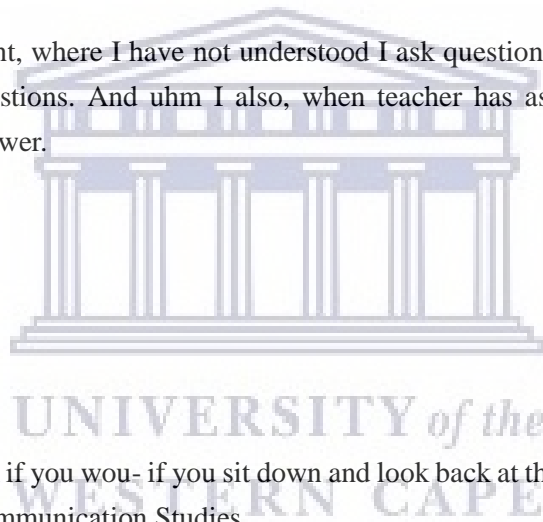 nt, where I have not understood I ask question
estions. And uhm I also, when teacher has as
wer.
UNIVERSITY of the
if you wou- if you sit down and look back at th
WESTERN CAPE
mmunication Studies